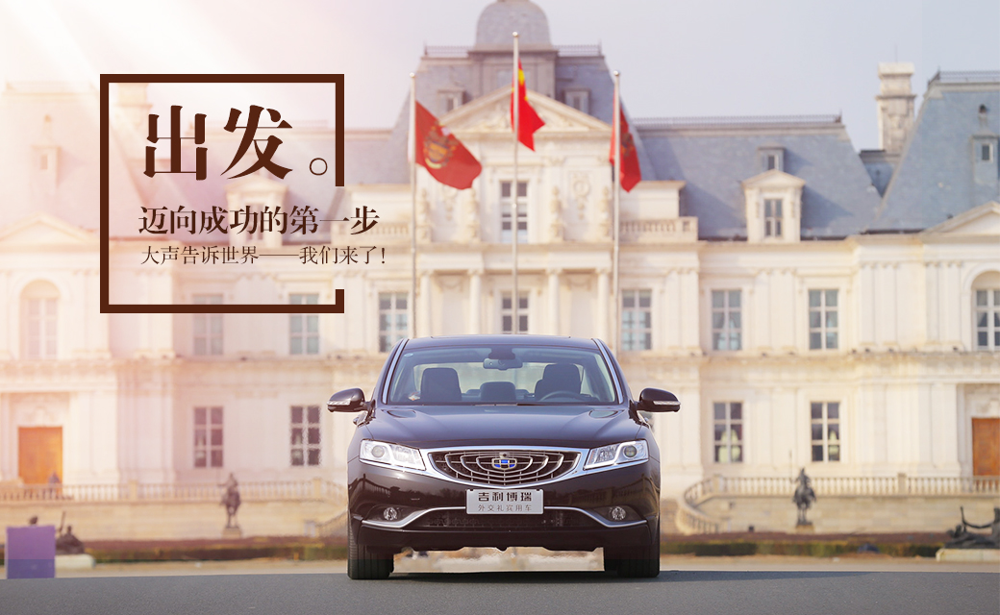 出发。
迈向成功的第一步
大声告诉世界——我们来了!
吉利博瑞
外交礼宾用车